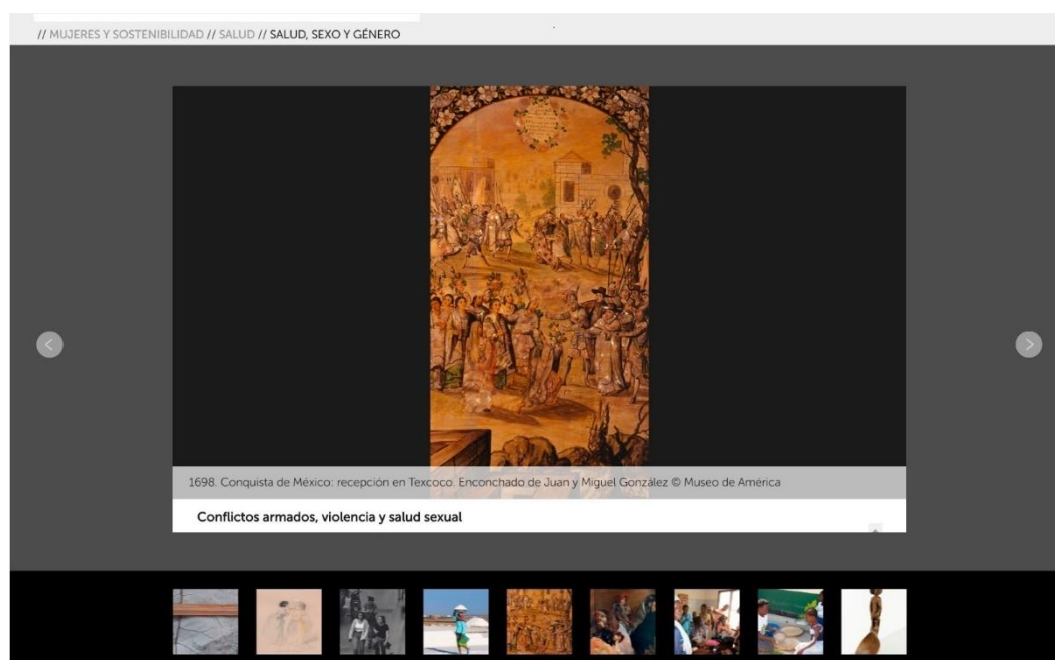 // MUJERES Y SOSTENIBILIDAD // SALUD // SALUD, SEXO Y GÉNERO
1698. Conquista de México: recepción en Texcoco. Enconchado de Juan y Miguel González © Museo de América
Conflictos armados, violencia y salud sexual